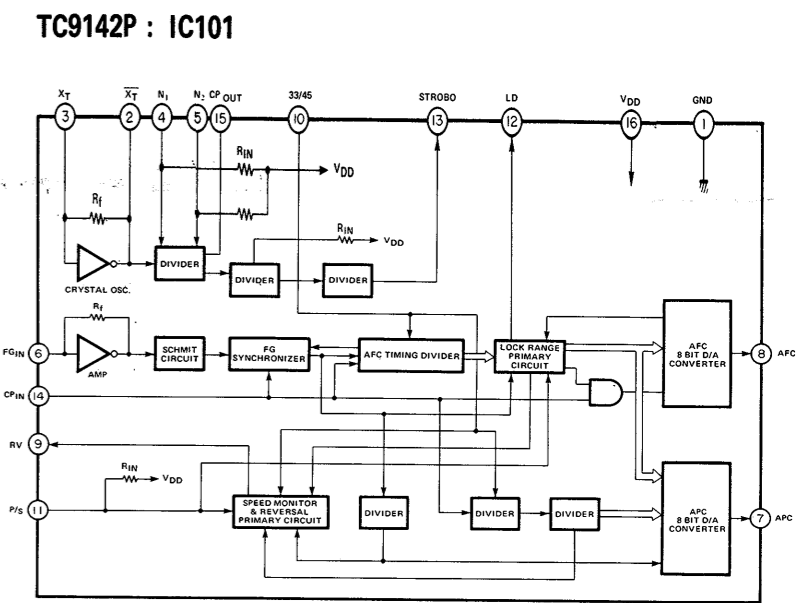 TC9142P : IC101
XT X̅T̅ N1 N2 CP OUT 33/45 STROBO LD VDD GND
3 2 4 5 15 10 13 12 16 1
RIN
VDD
Rf
RIN
VDD
DIVIDER
DIVIDER
DIVIDER
CRYSTAL OSC.
Rf
FGIN 6
AMP
SCHMIT
CIRCUIT
FG
SYNCHRONIZER
AFC TIMING DIVIDER
LOCK RANGE
PRIMARY
CIRCUIT
AFC
8 BIT D/A
CONVERTER
8 AFC
CPIN 14
RV 9
RIN
VDD
P/S 11
SPEED MONITOR
& REVERSAL
PRIMARY CIRCUIT
DIVIDER
DIVIDER
DIVIDER
APC
8 BIT D/A
CONVERTER
7 APC